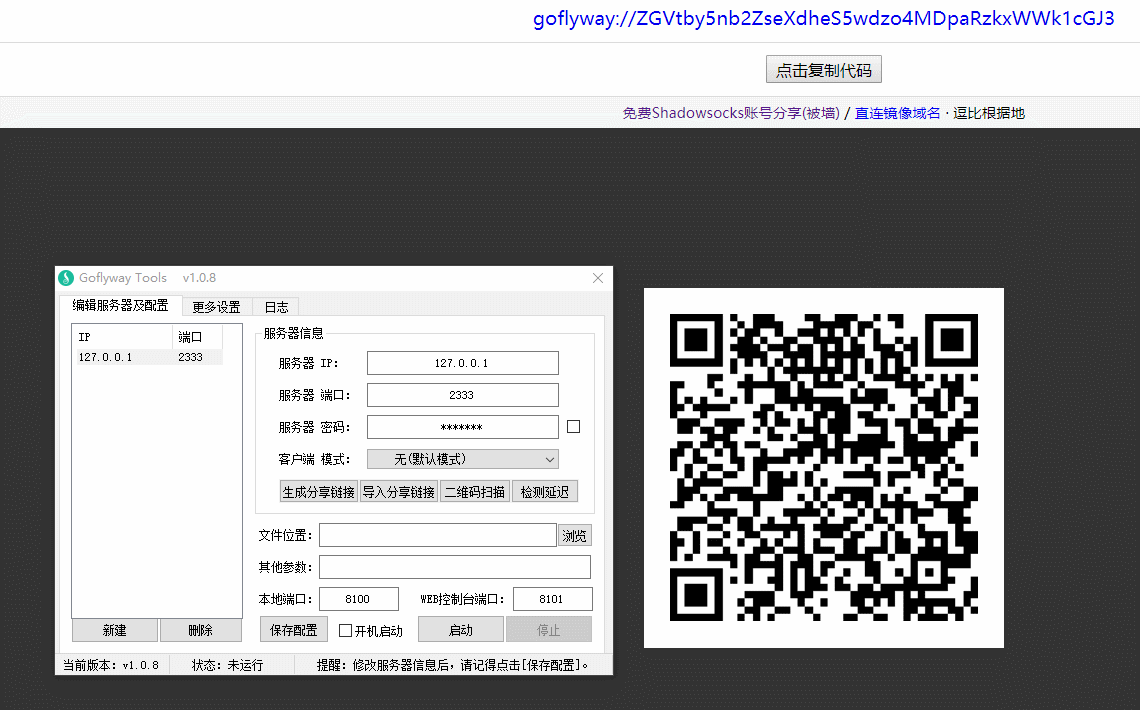 goflyway://ZGVtby5nb2ZseXdheS5wdzo4MDpaRzkxWWk1cGJ3
点击复制代码
免费Shadowsocks账号分享(被墙) / 直连镜像域名 · 逗比根据地
Goflyway Tools v1.0.8
编辑服务器及配置 更多设置 日志
IP 端口
127.0.0.1 2333
服务器信息
服务器 IP: 127.0.0.1
服务器 端口: 2333
服务器 密码: *******
客户端 模式: 无(默认模式)
生成分享链接 导入分享链接 二维码扫描 检测延迟
文件位置: 浏览
其他参数:
本地端口: 8100 WEB控制台端口: 8101
新建 删除 保存配置 开机启动 启动 停止
当前版本: v1.0.8 状态: 未运行 提醒: 修改服务器信息后, 请记得点击[保存配置]。